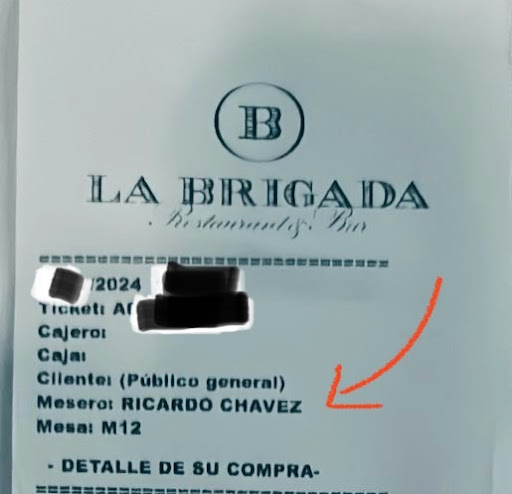 B
LA BRIGADA
Restaurant & Bar
==================================
/2024
Ticket: A
Cajero:
Caja:
Cliente: (Público general)
Mesero: RICARDO CHAVEZ
Mesa: M12
- DETALLE DE SU COMPRA-
==================================